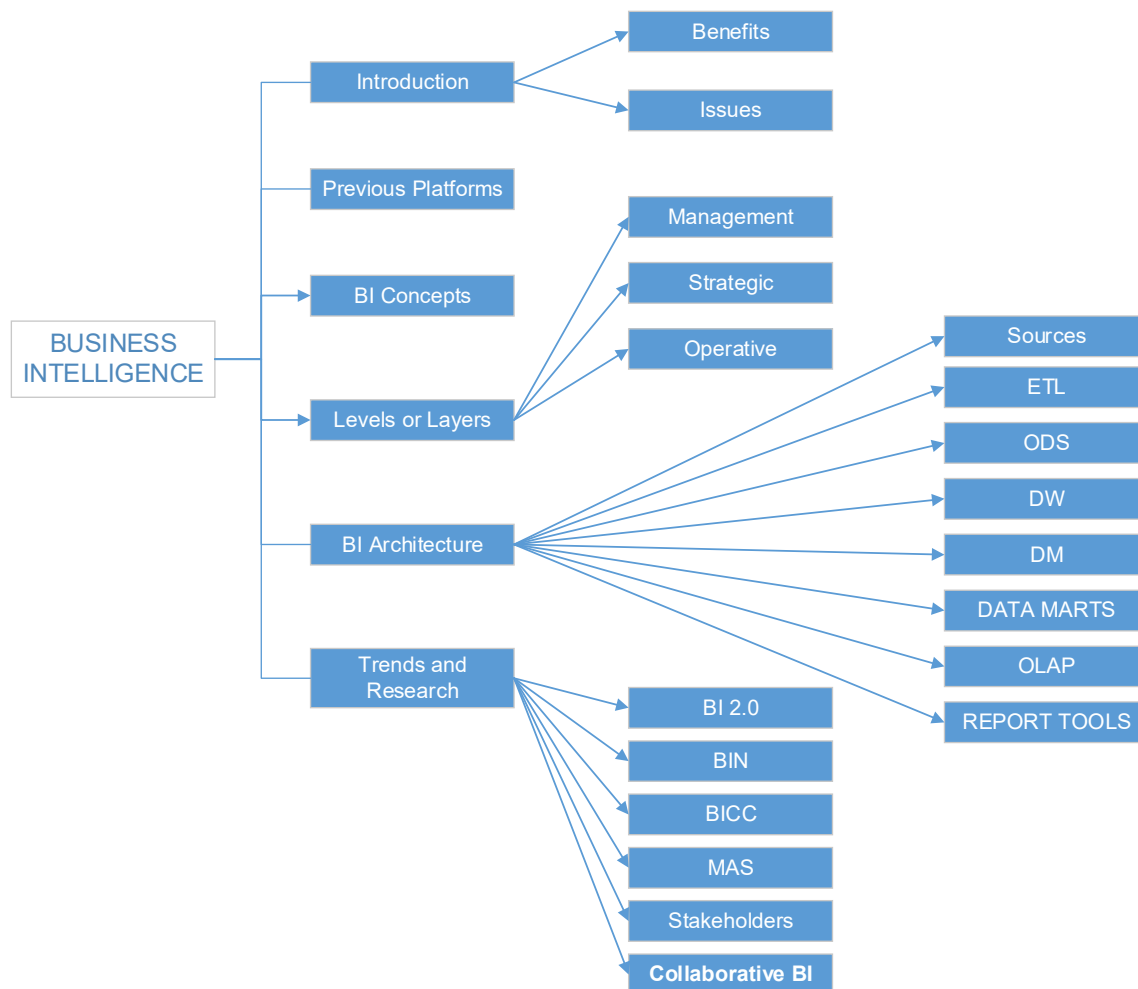 BUSINESS
INTELLIGENCE
Introduction
Benefits
Issues
Previous Platforms
BI Concepts
Levels or Layers
Management
Strategic
Operative
BI Architecture
Sources
ETL
ODS
DW
DM
DATA MARTS
OLAP
REPORT TOOLS
Trends and
Research
BI 2.0
BIN
BICC
MAS
Stakeholders
Collaborative BI